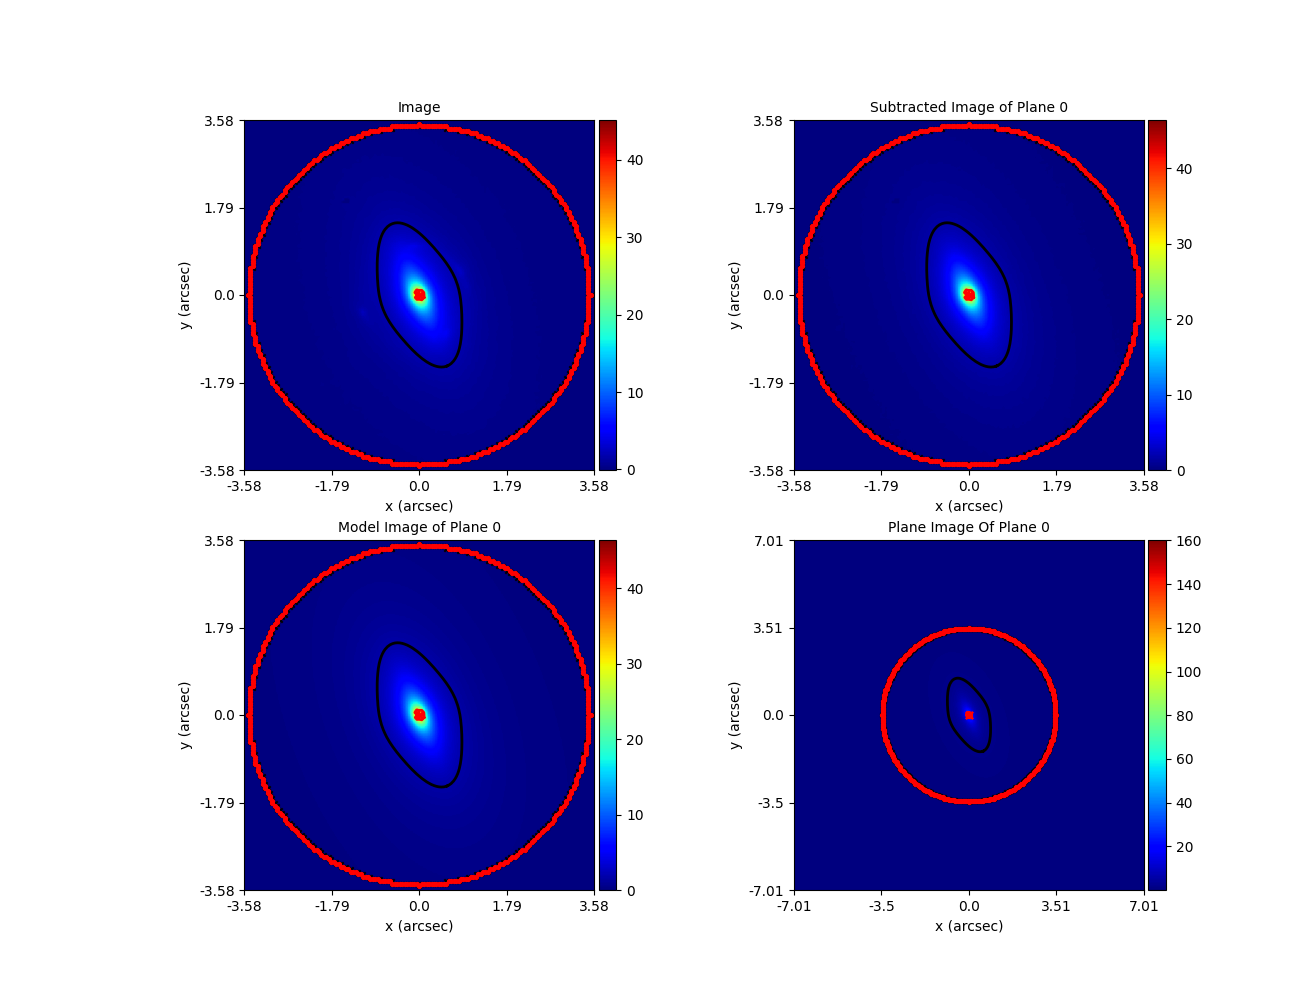 Image
3.58
1.79
0.0
-1.79
-3.58
y (arcsec)
-3.58 -1.79 0.0 1.79 3.58
x (arcsec)
40
30
20
10
0
Subtracted Image of Plane 0
3.58
1.79
0.0
-1.79
-3.58
y (arcsec)
-3.58 -1.79 0.0 1.79 3.58
x (arcsec)
40
30
20
10
0
Model Image of Plane 0
3.58
1.79
0.0
-1.79
-3.58
y (arcsec)
-3.58 -1.79 0.0 1.79 3.58
x (arcsec)
40
30
20
10
0
Plane Image Of Plane 0
7.01
3.51
0.0
-3.5
-7.01
y (arcsec)
-7.01 -3.5 0.0 3.51 7.01
x (arcsec)
160
140
120
100
80
60
40
20